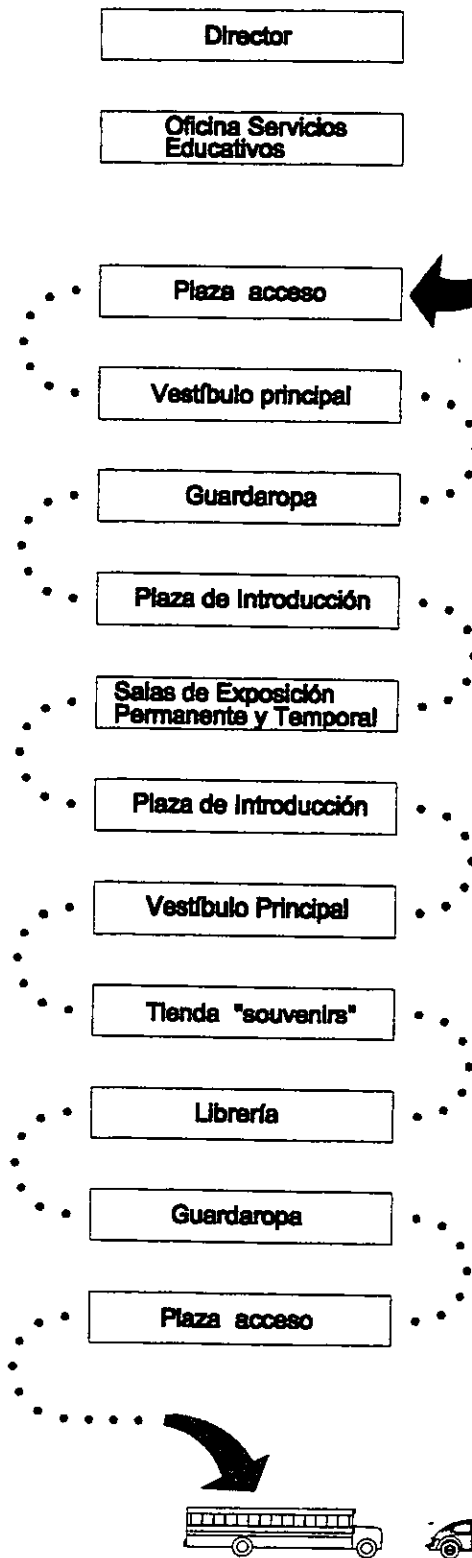 Director
Oficina Servicios
Educativos
Plaza acceso
Vestíbulo principal
Guardaropa
Plaza de Introducción
Salas de Exposición
Permanente y Temporal
Plaza de Introducción
Vestíbulo Principal
Tienda "souvenirs"
Librería
Guardaropa
Plaza acceso